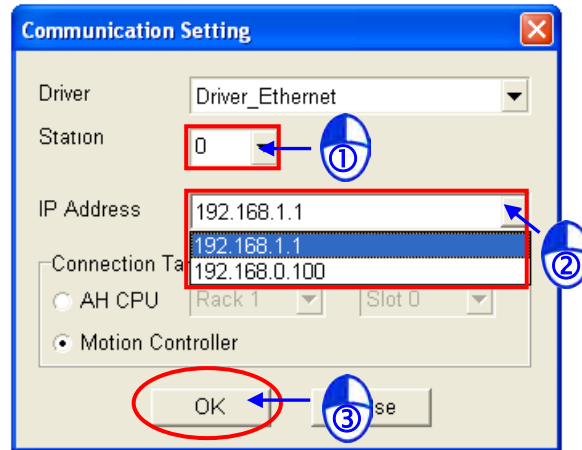 Communication Setting
Driver
Driver_Ethernet
Station
0
①
IP Address
192.168.1.1
192.168.1.1
②
192.168.0.100
Connection Ta
AH CPU
Rack 1
Slot 0
Motion Controller
OK
③
se